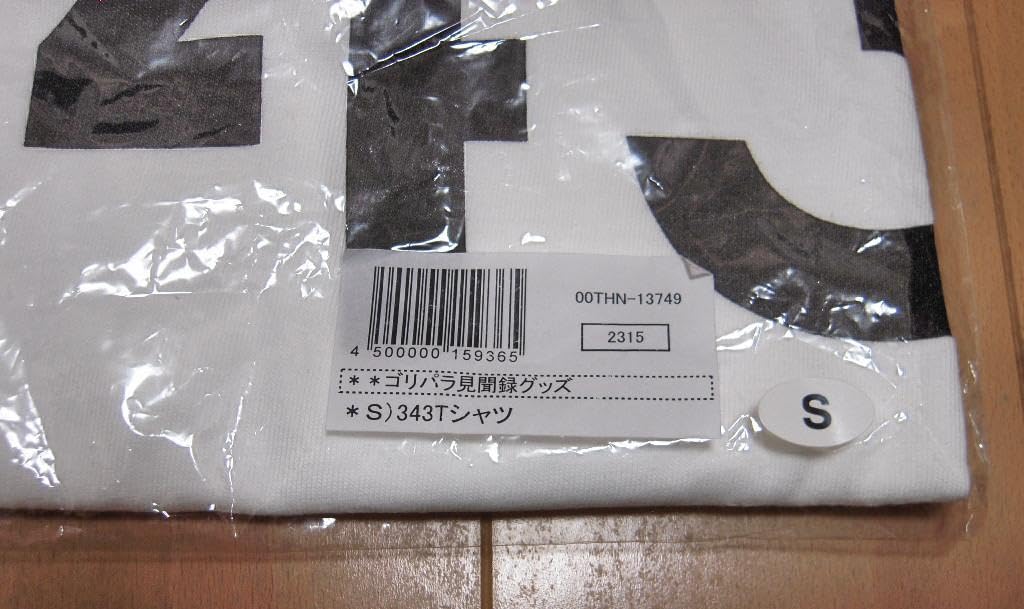 00THN-13749
2315
4 500000 159365
**ゴリパラ見聞録グッズ
*S)343Tシャツ
S